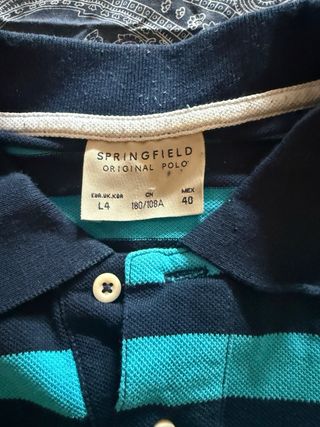 SPRINGFIELD
ORIGINAL POLO
EUR.UK.KOR CN MEX
L4 180/108A 40